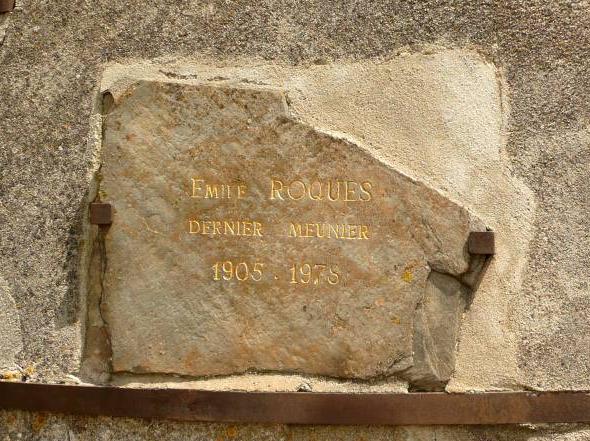 Emile ROQUES
DERNIER MEUNIER
1905 . 1978